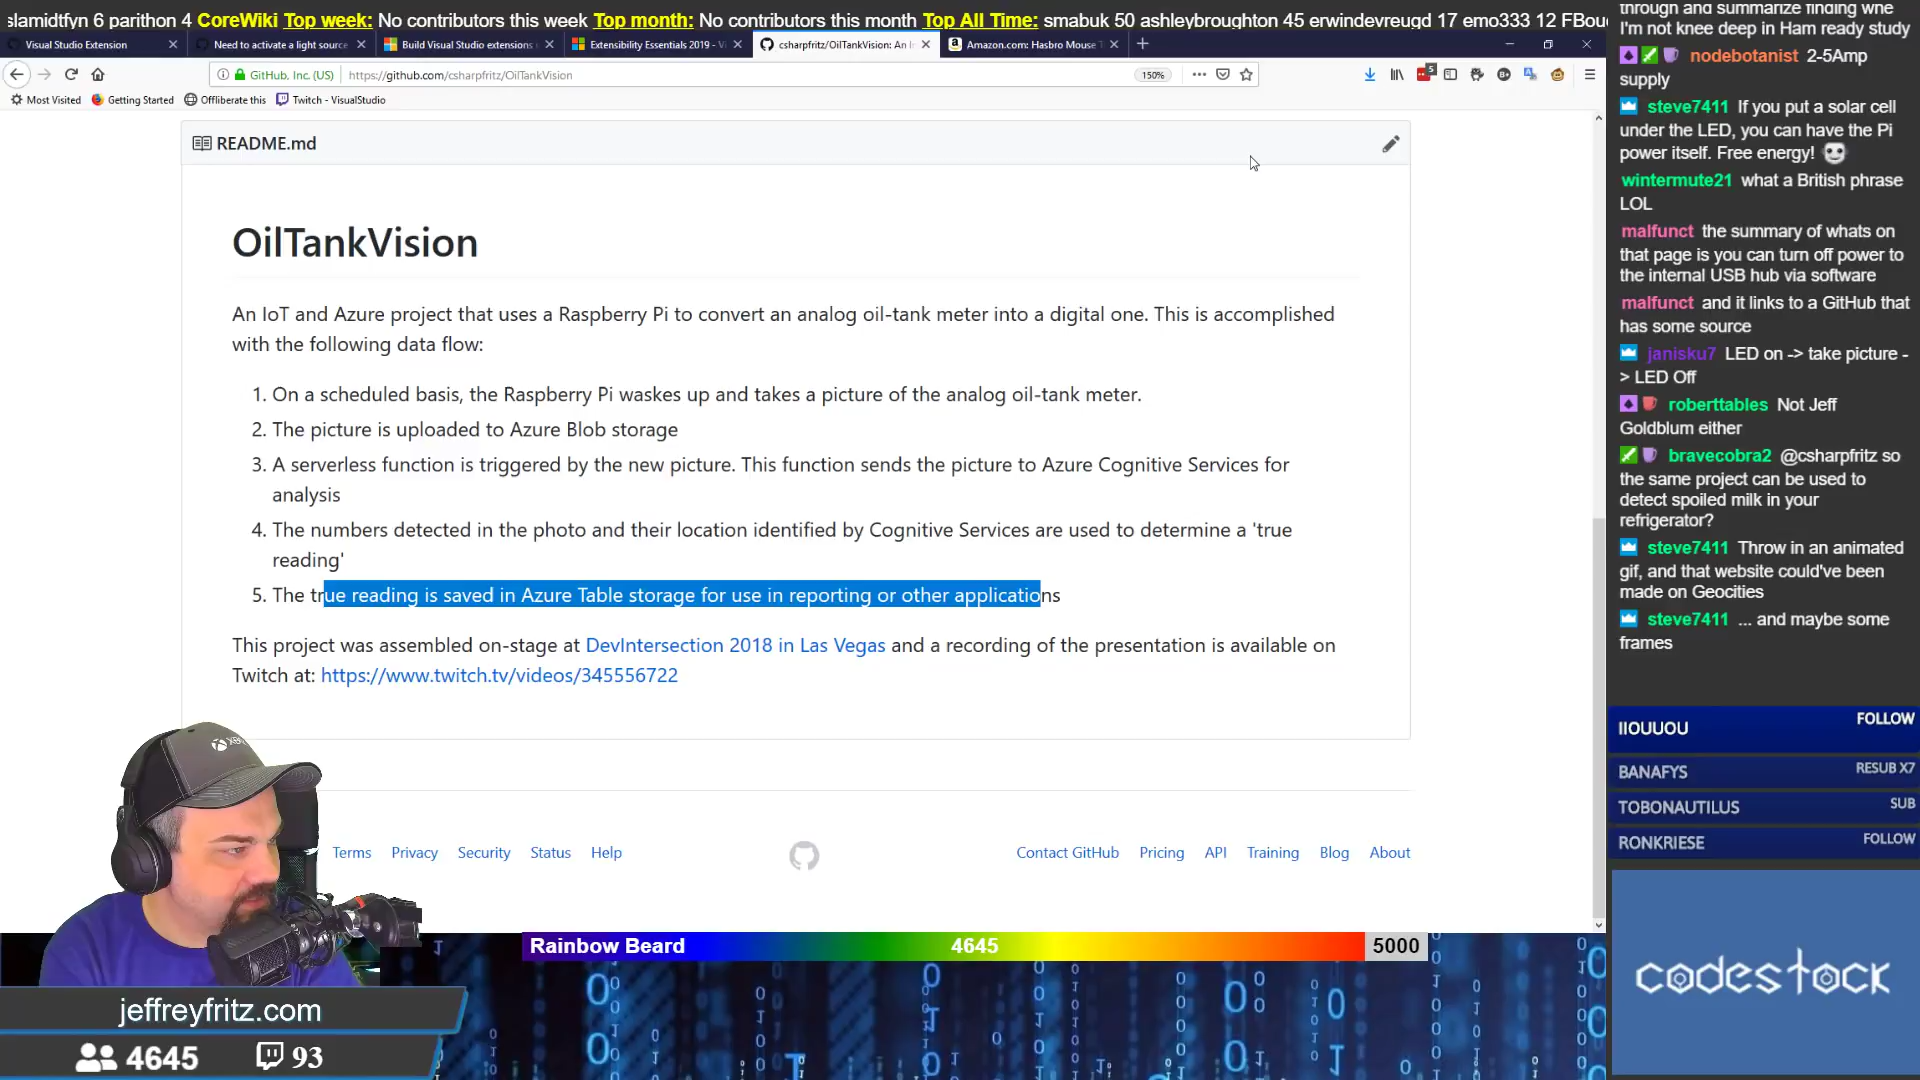 slamidtfyn 6 parithon 4 CoreWiki Top week: No contributors this week Top month: No contributors this month Top All Time: smabuk 50 ashleybroughton 45 erwindevreugd 17 emo333 12 FBou
Visual Studio Extension
Need to activate a light source
Build Visual Studio extensions
Extensibility Essentials 2019 - Vi
csharpfritz/OilTankVision: An I
Amazon.com: Hasbro Mouse T
GitHub, Inc. (US)
https://github.com/csharpfritz/OilTankVision
150%
5
Most Visited
Getting Started
Offliberate this
Twitch - VisualStudio
README.md
OilTankVision
An IoT and Azure project that uses a Raspberry Pi to convert an analog oil-tank meter into a digital one. This is accomplished
with the following data flow:
1. On a scheduled basis, the Raspberry Pi waskes up and takes a picture of the analog oil-tank meter.
2. The picture is uploaded to Azure Blob storage
3. A serverless function is triggered by the new picture. This function sends the picture to Azure Cognitive Services for
analysis
4. The numbers detected in the photo and their location identified by Cognitive Services are used to determine a 'true
reading'
5. The true reading is saved in Azure Table storage for use in reporting or other applications
This project was assembled on-stage at DevIntersection 2018 in Las Vegas and a recording of the presentation is available on
Twitch at: https://www.twitch.tv/videos/345556722
Terms
Privacy
Security
Status
Help
Contact GitHub
Pricing
API
Training
Blog
About
through and summarize finding whe
I'm not knee deep in Ham ready study
nodebotanist 2-5Amp
supply
steve7411 If you put a solar cell
under the LED, you can have the Pi
power itself. Free energy!
wintermute21 what a British phrase
LOL
malfunct the summary of whats on
that page is you can turn off power to
the internal USB hub via software
malfunct and it links to a GitHub that
has some source
janisku7 LED on -> take picture -
> LED Off
roberttables Not Jeff
Goldblum either
bravecobra2 @csharpfritz so
the same project can be used to
detect spoiled milk in your
refrigerator?
steve7411 Throw in an animated
gif, and that website could've been
made on Geocities
steve7411 ... and maybe some
frames
IIOUUOU FOLLOW
BANAFYS RESUB X7
TOBONAUTILUS SUB
RONKRIESE FOLLOW
codestock
Rainbow Beard 4645 5000
jeffreyfritz.com
4645 93